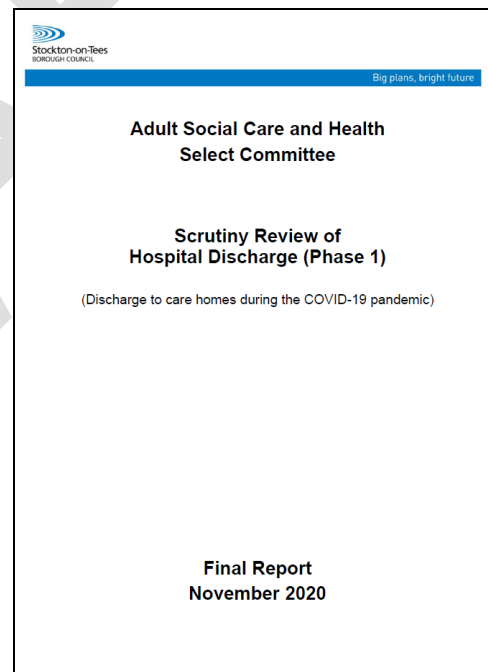 Stockton-on-Tees
BOROUGH COUNCIL
Big plans, bright future
Adult Social Care and Health
Select Committee
Scrutiny Review of
Hospital Discharge (Phase 1)
(Discharge to care homes during the COVID-19 pandemic)
Final Report
November 2020